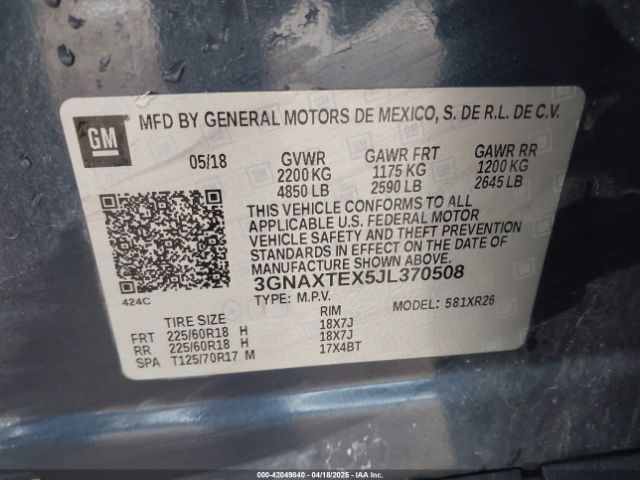 GM
MFD BY GENERAL MOTORS DE MEXICO, S. DE R.L. DE C.V.
05/18 GVWR GAWR FRT GAWR RR
2200 KG 1175 KG 1200 KG
4850 LB 2590 LB 2645 LB
THIS VEHICLE CONFORMS TO ALL
APPLICABLE U.S. FEDERAL MOTOR
VEHICLE SAFETY AND THEFT PREVENTION
STANDARDS IN EFFECT ON THE DATE OF
MANUFACTURE SHOWN ABOVE.
3GNAXTEX5JL370508
424C
TYPE: M.P.V. MODEL: 581XR26
TIRE SIZE RIM
FRT 225/60R18 H 18X7J
RR 225/60R18 H 18X7J
SPA T125/70R17 M 17X4BT
000-42049840 - 04/18/2025 - IAA Inc.